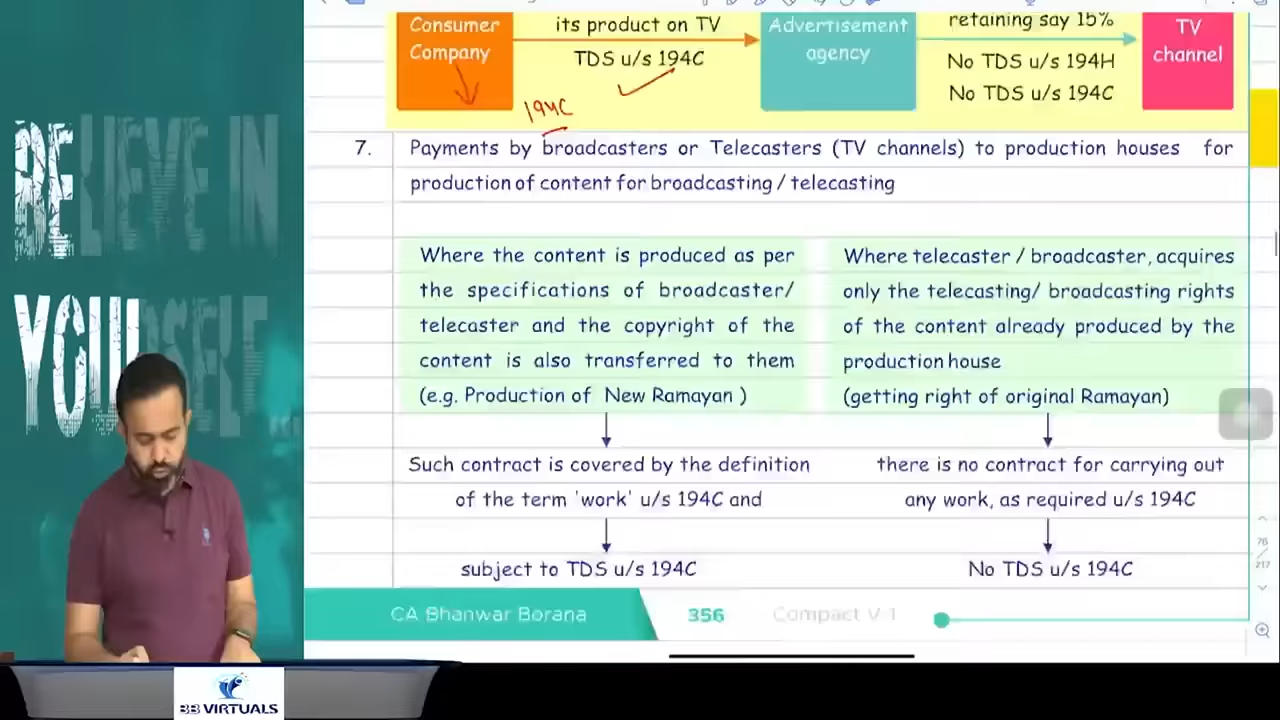 BELIEVE IN
YOURSELF
Consumer
Company
its product on TV
TDS u/s 194C
Advertisement
agency
retaining say 15%
No TDS u/s 194H
No TDS u/s 194C
TV
channel
194C
7. Payments by broadcasters or Telecasters (TV channels) to production houses for
production of content for broadcasting / telecasting
Where the content is produced as per
the specifications of broadcaster/
telecaster and the copyright of the
content is also transferred to them
(e.g. Production of New Ramayan )
Where telecaster / broadcaster, acquires
only the telecasting/ broadcasting rights
of the content already produced by the
production house
(getting right of original Ramayan)
Such contract is covered by the definition
of the term 'work' u/s 194C and
there is no contract for carrying out
any work, as required u/s 194C
subject to TDS u/s 194C
No TDS u/s 194C
CA Bhanwar Borana
356
Compact V-1
76
217
BB VIRTUALS